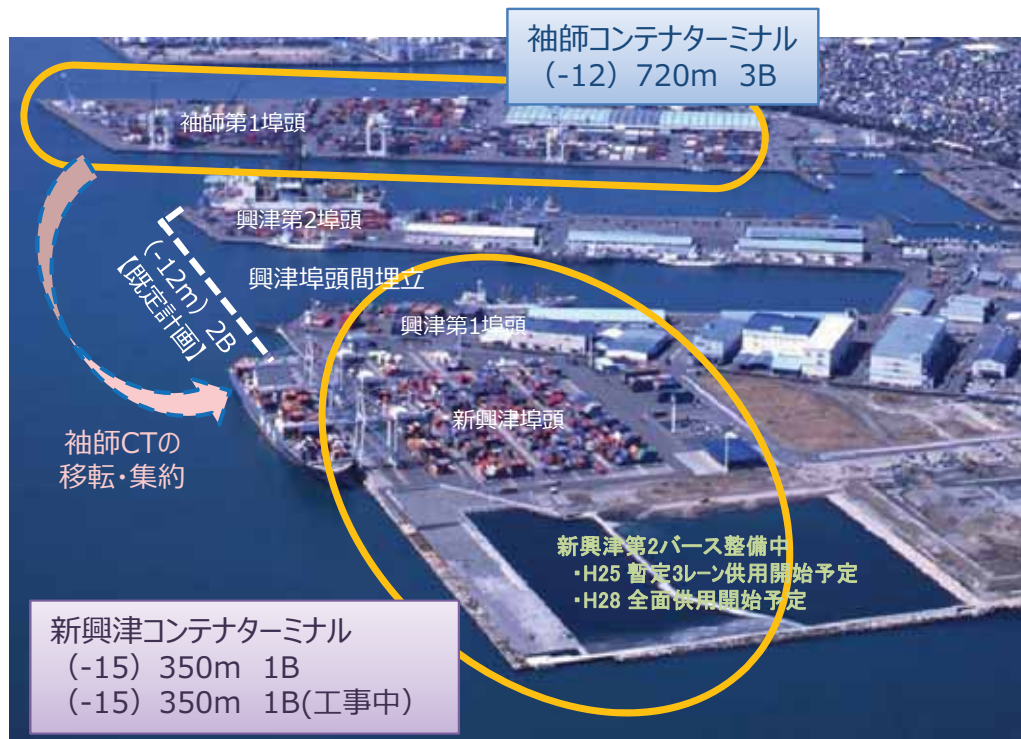 袖師コンテナターミナル
（-12）720m 3B
袖師第1埠頭
興津第2埠頭
(-12m) 2B
【既定計画】
興津埠頭間埋立
興津第1埠頭
新興津埠頭
袖師CTの
移転・集約
新興津第2バース整備中
・H25 暫定3レーン供用開始予定
・H28 全面供用開始予定
新興津コンテナターミナル
（-15）350m 1B
（-15）350m 1B(工事中）